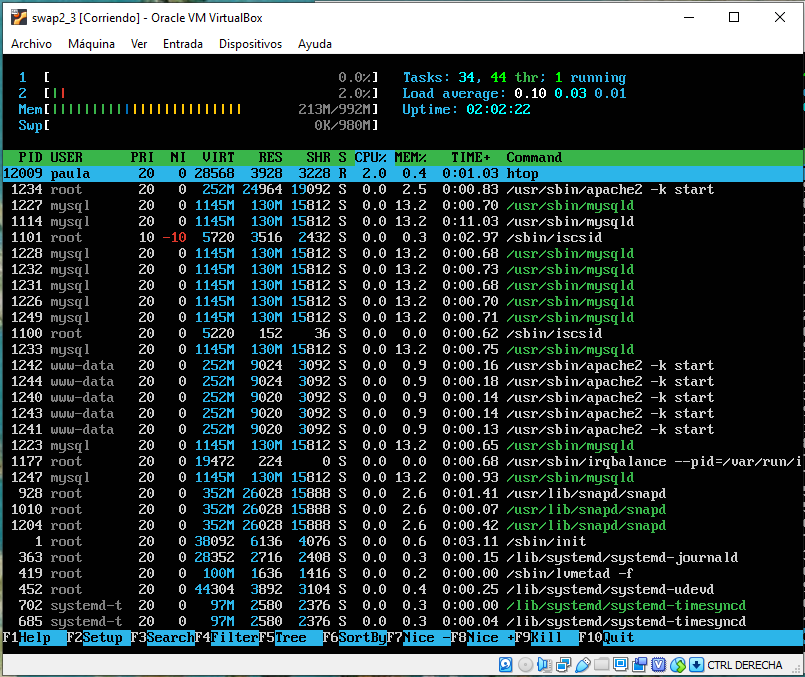 swap2_3 [Corriendo] - Oracle VM VirtualBox
Archivo Máquina Ver Entrada Dispositivos Ayuda
1 [ 0.0%] Tasks: 34, 44 thr; 1 running
2 [|| 2.0%] Load average: 0.10 0.03 0.01
Mem[|||||||||||||||||||||||| 213M/992M] Uptime: 02:02:22
Swp[ 0K/980M]
PID USER PRI NI VIRT RES SHR S CPU% MEM% TIME+ Command
12009 paula 20 0 28568 3928 3228 R 2.0 0.4 0:01.03 htop
1234 root 20 0 252M 24964 19092 S 0.0 2.5 0:00.83 /usr/sbin/apache2 -k start
1227 mysql 20 0 1145M 130M 15812 S 0.0 13.2 0:00.70 /usr/sbin/mysqld
1114 mysql 20 0 1145M 130M 15812 S 0.0 13.2 0:11.03 /usr/sbin/mysqld
1101 root 10 -10 5720 3516 2432 S 0.0 0.3 0:02.97 /sbin/iscsid
1228 mysql 20 0 1145M 130M 15812 S 0.0 13.2 0:00.68 /usr/sbin/mysqld
1232 mysql 20 0 1145M 130M 15812 S 0.0 13.2 0:00.73 /usr/sbin/mysqld
1231 mysql 20 0 1145M 130M 15812 S 0.0 13.2 0:00.68 /usr/sbin/mysqld
1226 mysql 20 0 1145M 130M 15812 S 0.0 13.2 0:00.70 /usr/sbin/mysqld
1249 mysql 20 0 1145M 130M 15812 S 0.0 13.2 0:00.71 /usr/sbin/mysqld
1100 root 20 0 5220 152 36 S 0.0 0.0 0:00.62 /sbin/iscsid
1233 mysql 20 0 1145M 130M 15812 S 0.0 13.2 0:00.75 /usr/sbin/mysqld
1242 www-data 20 0 252M 9024 3092 S 0.0 0.9 0:00.16 /usr/sbin/apache2 -k start
1244 www-data 20 0 252M 9024 3092 S 0.0 0.9 0:00.18 /usr/sbin/apache2 -k start
1240 www-data 20 0 252M 9020 3092 S 0.0 0.9 0:00.14 /usr/sbin/apache2 -k start
1243 www-data 20 0 252M 9020 3092 S 0.0 0.9 0:00.14 /usr/sbin/apache2 -k start
1241 www-data 20 0 252M 9020 3092 S 0.0 0.9 0:00.13 /usr/sbin/apache2 -k start
1223 mysql 20 0 1145M 130M 15812 S 0.0 13.2 0:00.65 /usr/sbin/mysqld
1177 root 20 0 19472 224 0 S 0.0 0.0 0:00.68 /usr/sbin/irqbalance --pid=/var/run/i
1247 mysql 20 0 1145M 130M 15812 S 0.0 13.2 0:00.93 /usr/sbin/mysqld
928 root 20 0 352M 26028 15888 S 0.0 2.6 0:01.41 /usr/lib/snapd/snapd
1010 root 20 0 352M 26028 15888 S 0.0 2.6 0:00.07 /usr/lib/snapd/snapd
1204 root 20 0 352M 26028 15888 S 0.0 2.6 0:00.42 /usr/lib/snapd/snapd
1 root 20 0 38092 6136 4076 S 0.0 0.6 0:03.11 /sbin/init
363 root 20 0 28352 2716 2408 S 0.0 0.3 0:00.15 /lib/systemd/systemd-journald
419 root 20 0 100M 1636 1416 S 0.0 0.2 0:00.00 /sbin/lvmetad -f
452 root 20 0 44304 3892 3104 S 0.0 0.4 0:00.25 /lib/systemd/systemd-udevd
702 systemd-t 20 0 97M 2580 2376 S 0.0 0.3 0:00.00 /lib/systemd/systemd-timesyncd
685 systemd-t 20 0 97M 2580 2376 S 0.0 0.3 0:00.04 /lib/systemd/systemd-timesyncd
F1Help F2Setup F3SearchF4FilterF5Tree F6SortByF7Nice -F8Nice +F9Kill F10Quit
CTRL DERECHA